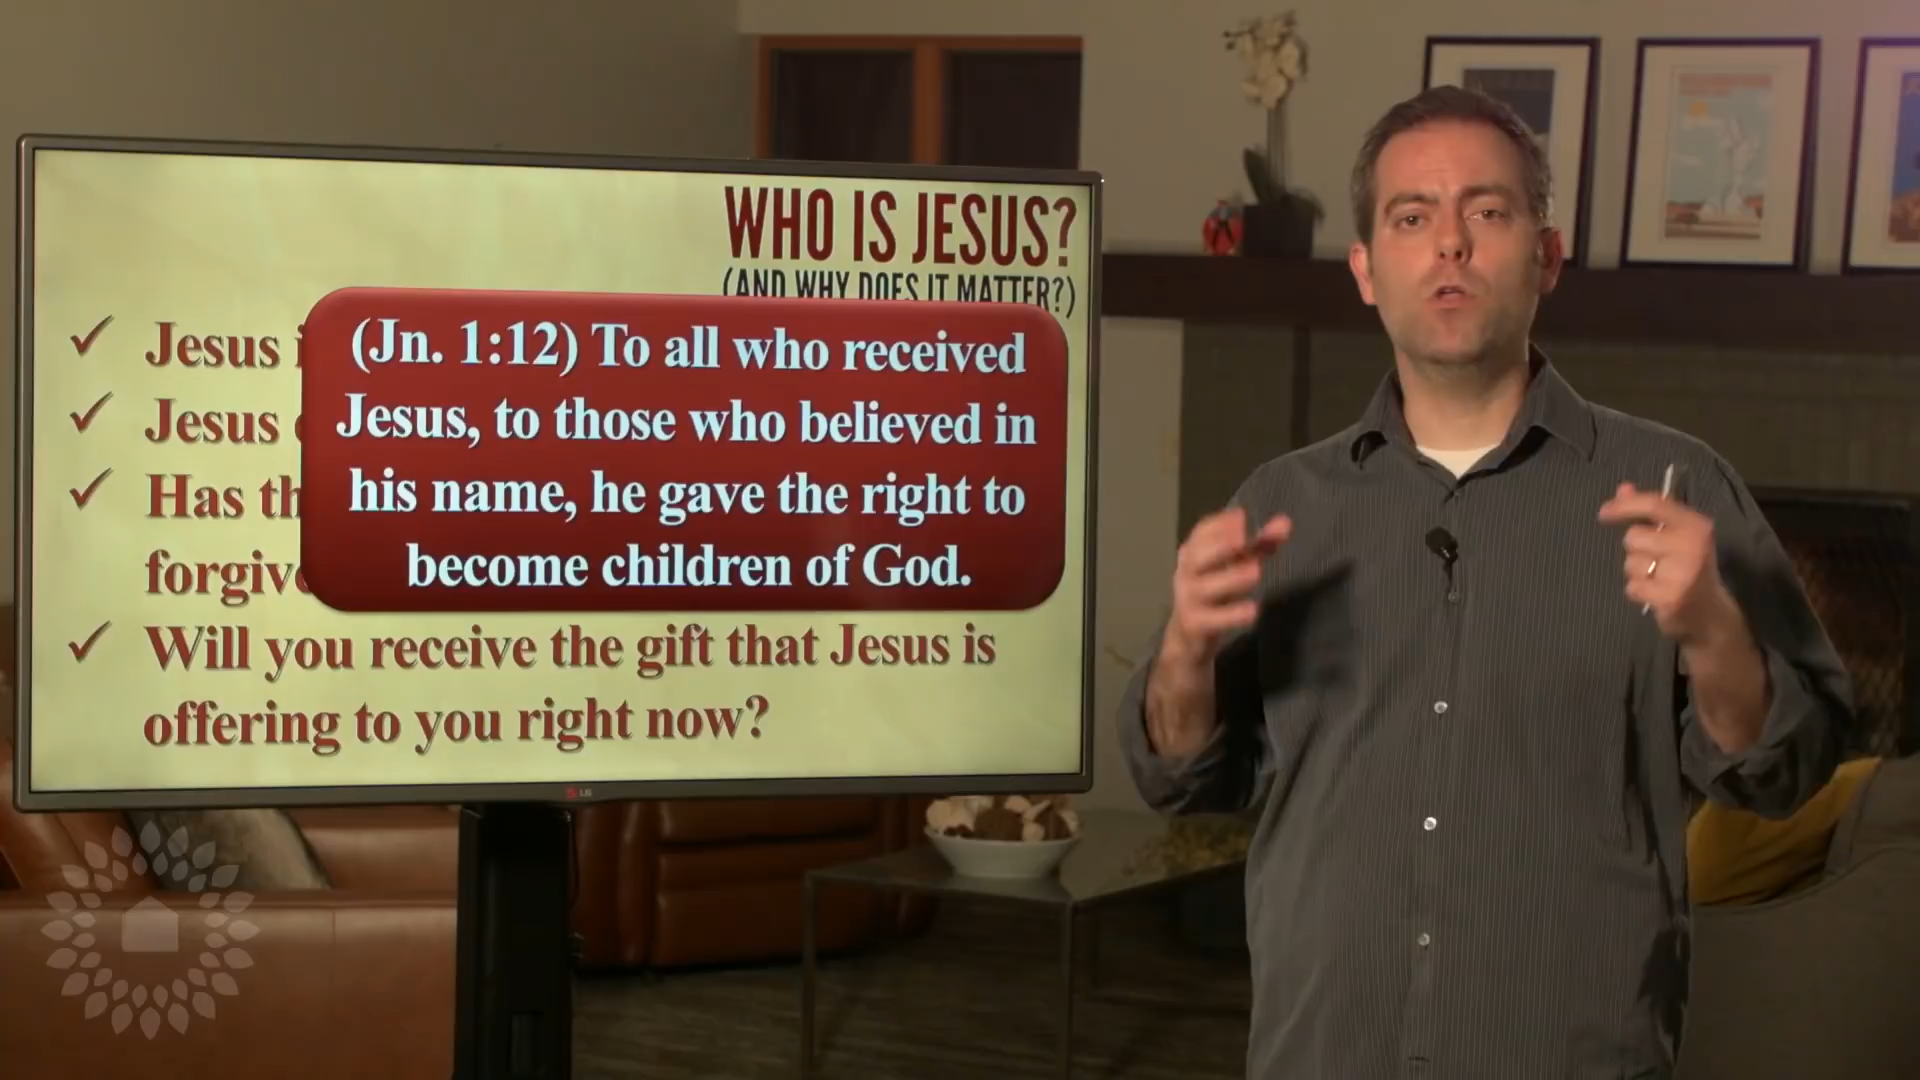 WHO IS JESUS?
(AND WHY DOES IT MATTER?)
Jesus
Jesus
Has
forgive
(Jn. 1:12) To all who received
Jesus, to those who believed in
his name, he gave the right to
become children of God.
Will you receive the gift that Jesus is
offering to you right now?
LG